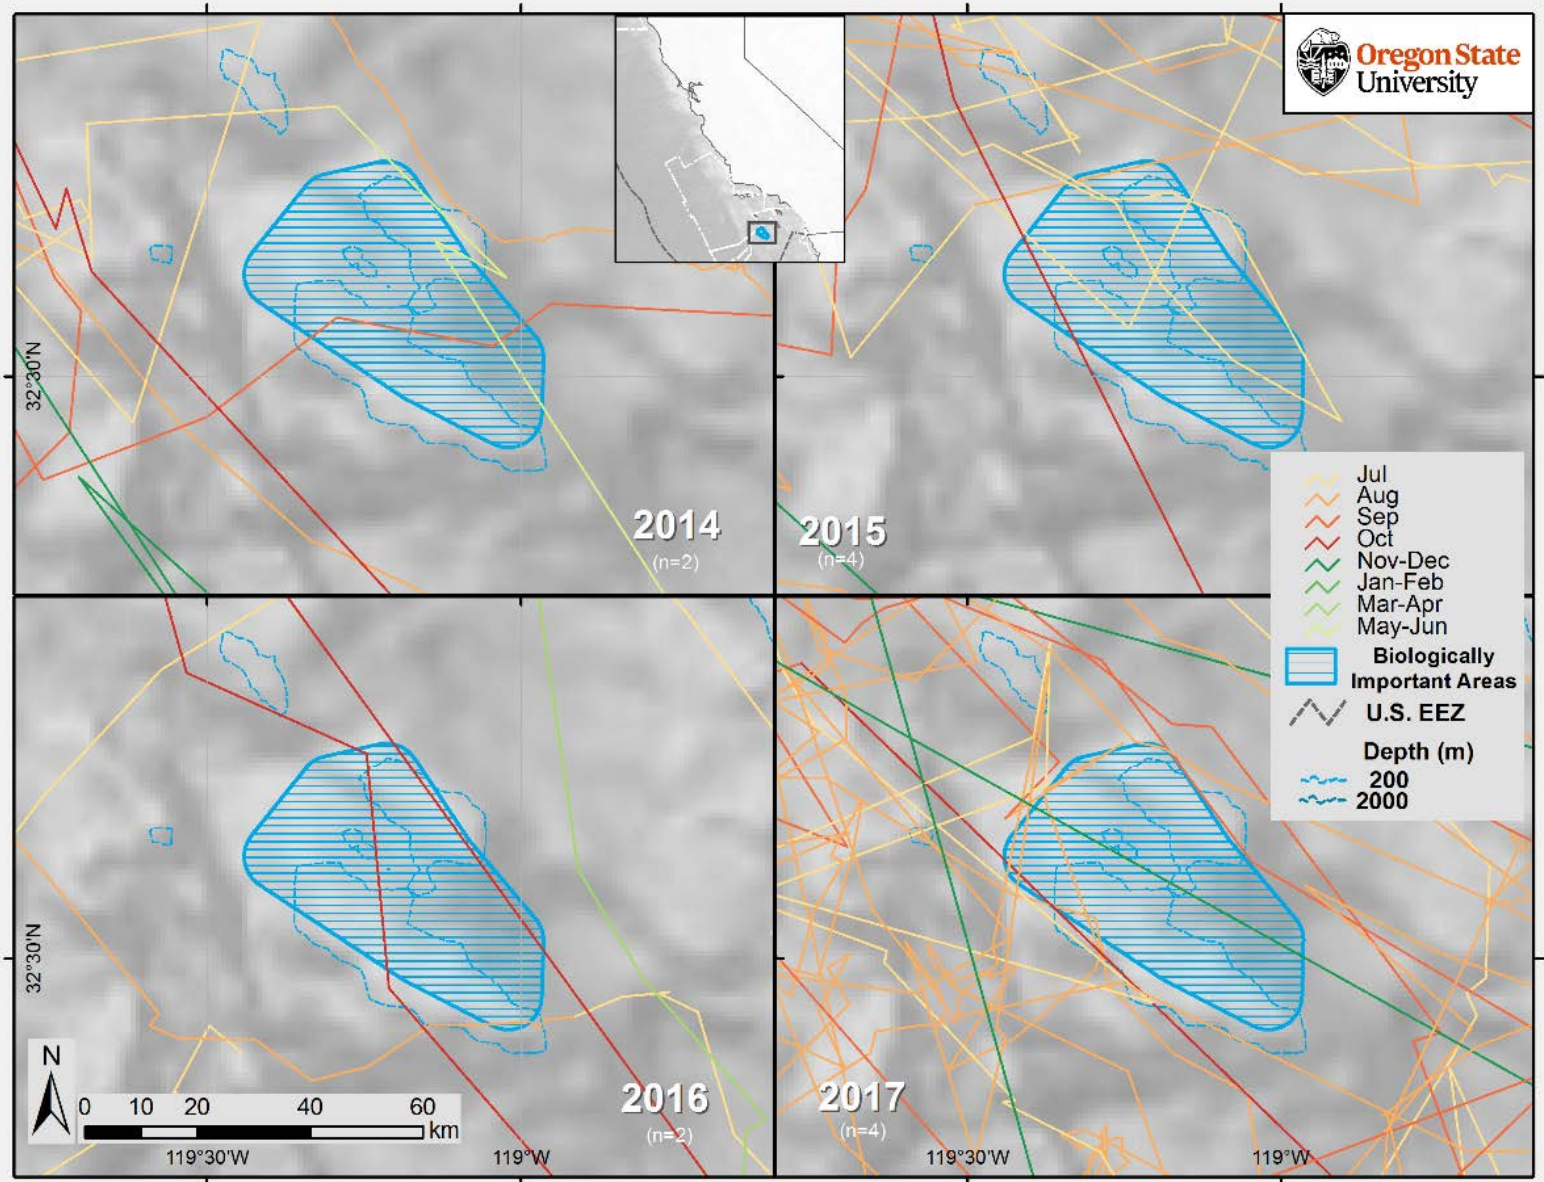 Oregon State
University
32°30'N
2014
(n=2)
2015
(n=4)
Jul
Aug
Sep
Oct
Nov-Dec
Jan-Feb
Mar-Apr
May-Jun
Biologically
Important Areas
U.S. EEZ
Depth (m)
200
2000
32°30'N
N
0 10 20 40 60
km
2016
(n=2)
2017
(n=4)
119°30'W
119°W
119°30'W
119°W